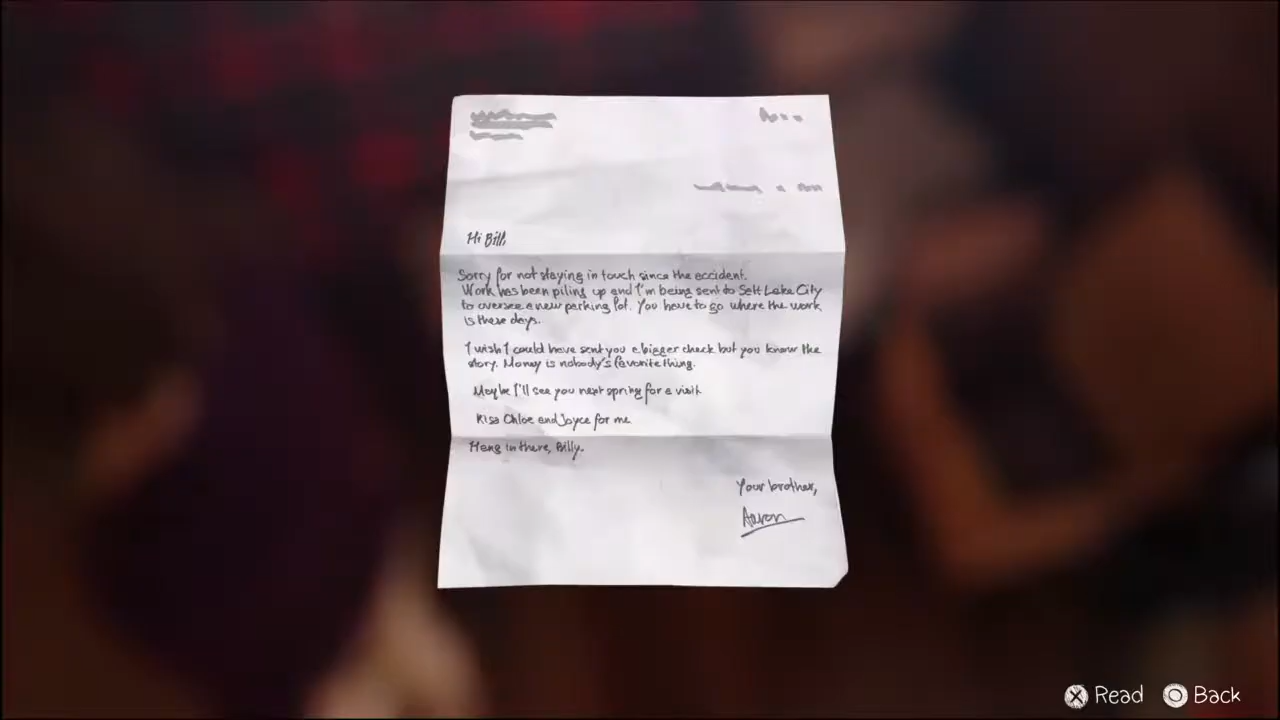 Hi Bill,
Sorry for not staying in touch since the accident.
Work has been piling up and I'm being sent to Salt Lake City
to oversee a new parking lot. You have to go where the work
is these days.
I wish I could have sent you a bigger check but you know the
story. Money is nobody's favorite thing.
Maybe I'll see you next spring for a visit.
Kiss Chloe and Joyce for me.
Hang in there, Billy.
Your brother,
Aaron
Read Back